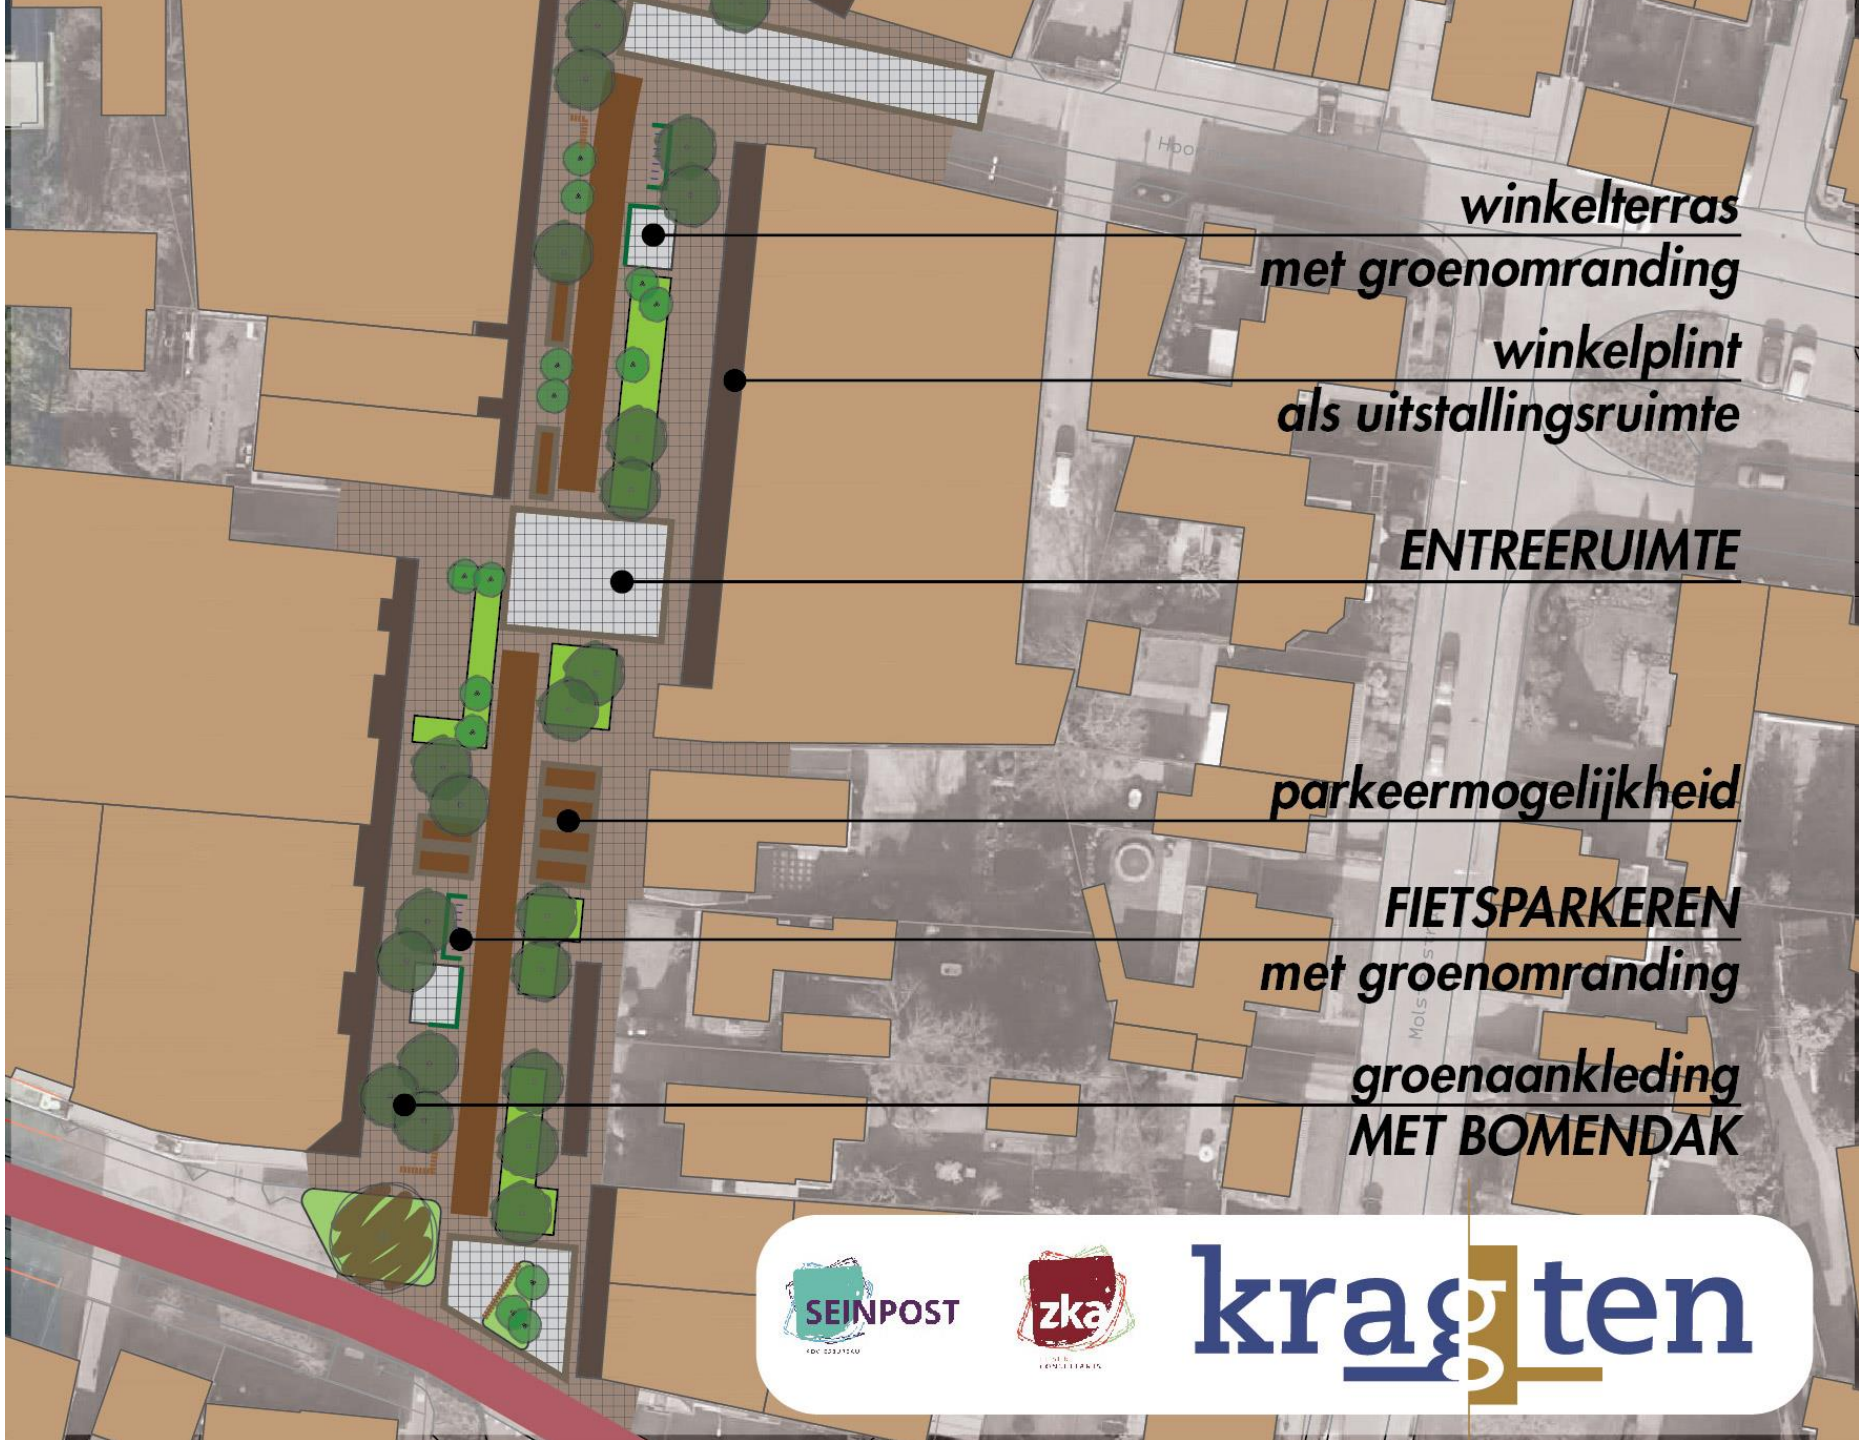 winkelterras
met groenomranding
winkelplint
als uitstallingsruimte
ENTREERUIMTE
parkeermogelijkheid
FIETSPARKEREN
met groenomranding
groenaankleding
MET BOMENDAK
SEINPOST
zka
kragten